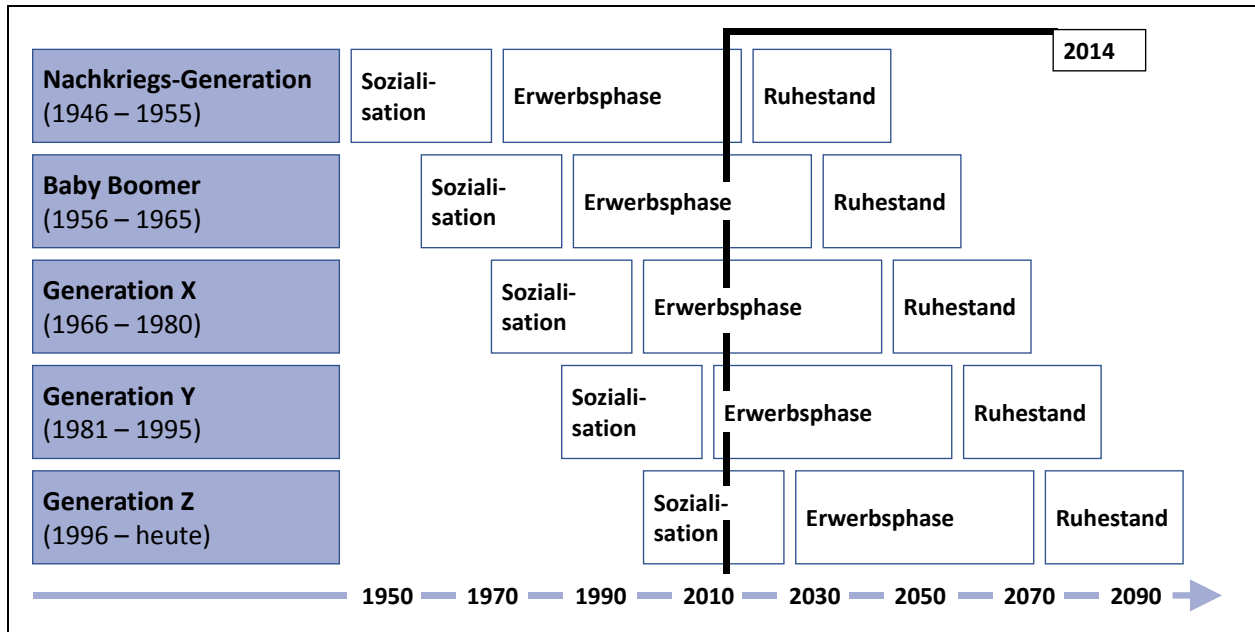 2014
Nachkriegs-Generation
(1946 – 1955)
Soziali-
sation
Erwerbsphase
Ruhestand
Baby Boomer
(1956 – 1965)
Soziali-
sation
Erwerbsphase
Ruhestand
Generation X
(1966 – 1980)
Soziali-
sation
Erwerbsphase
Ruhestand
Generation Y
(1981 – 1995)
Soziali-
sation
Erwerbsphase
Ruhestand
Generation Z
(1996 – heute)
Soziali-
sation
Erwerbsphase
Ruhestand
1950 1970 1990 2010 2030 2050 2070 2090